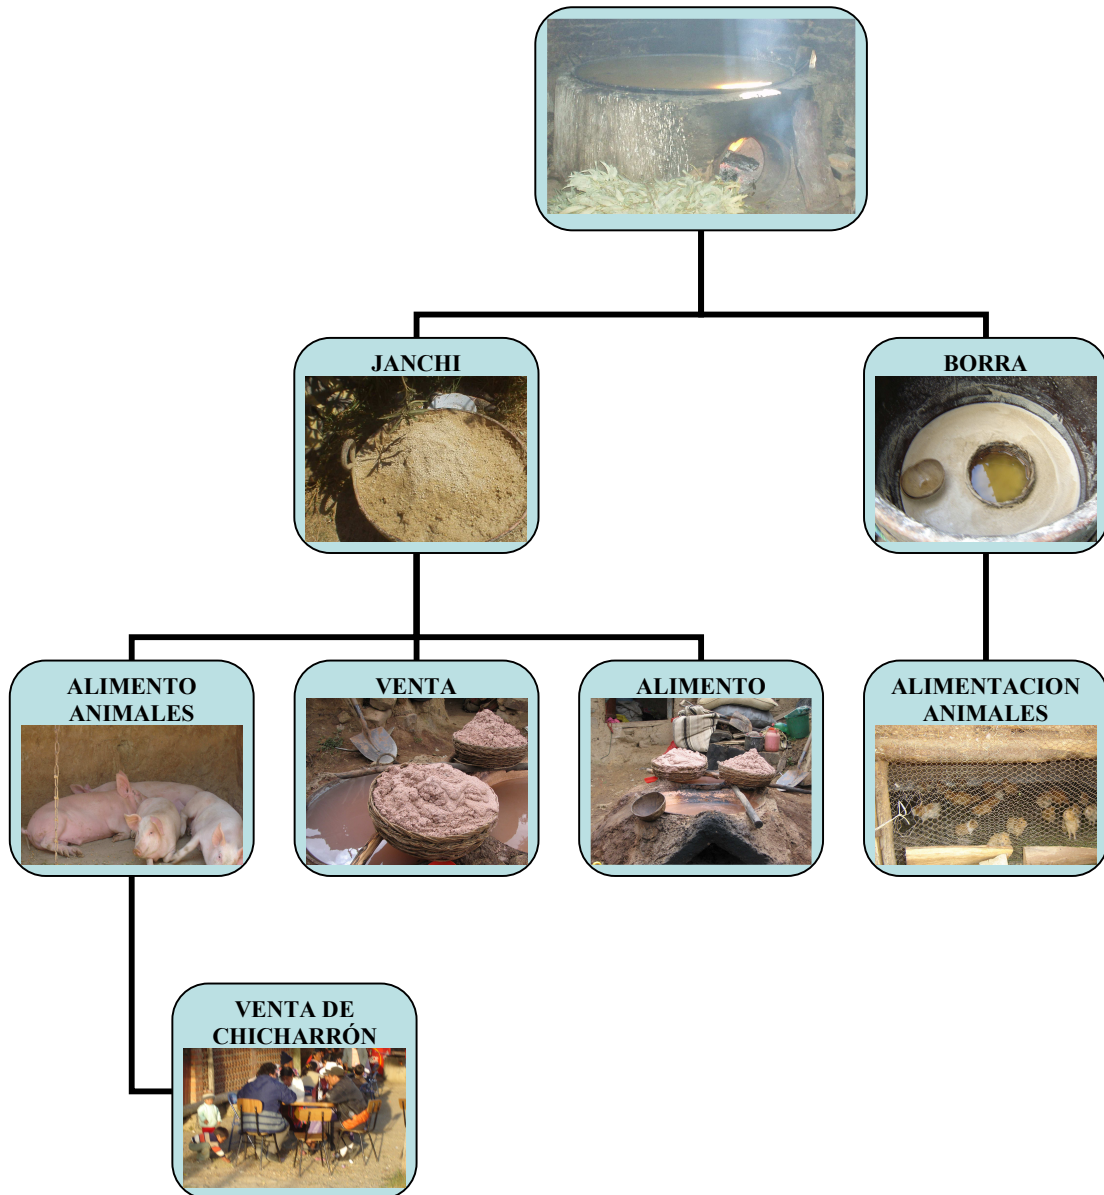 JANCHI
BORRA
ALIMENTO
ANIMALES
VENTA
ALIMENTO
ALIMENTACION
ANIMALES
VENTA DE
CHICHARRÓN